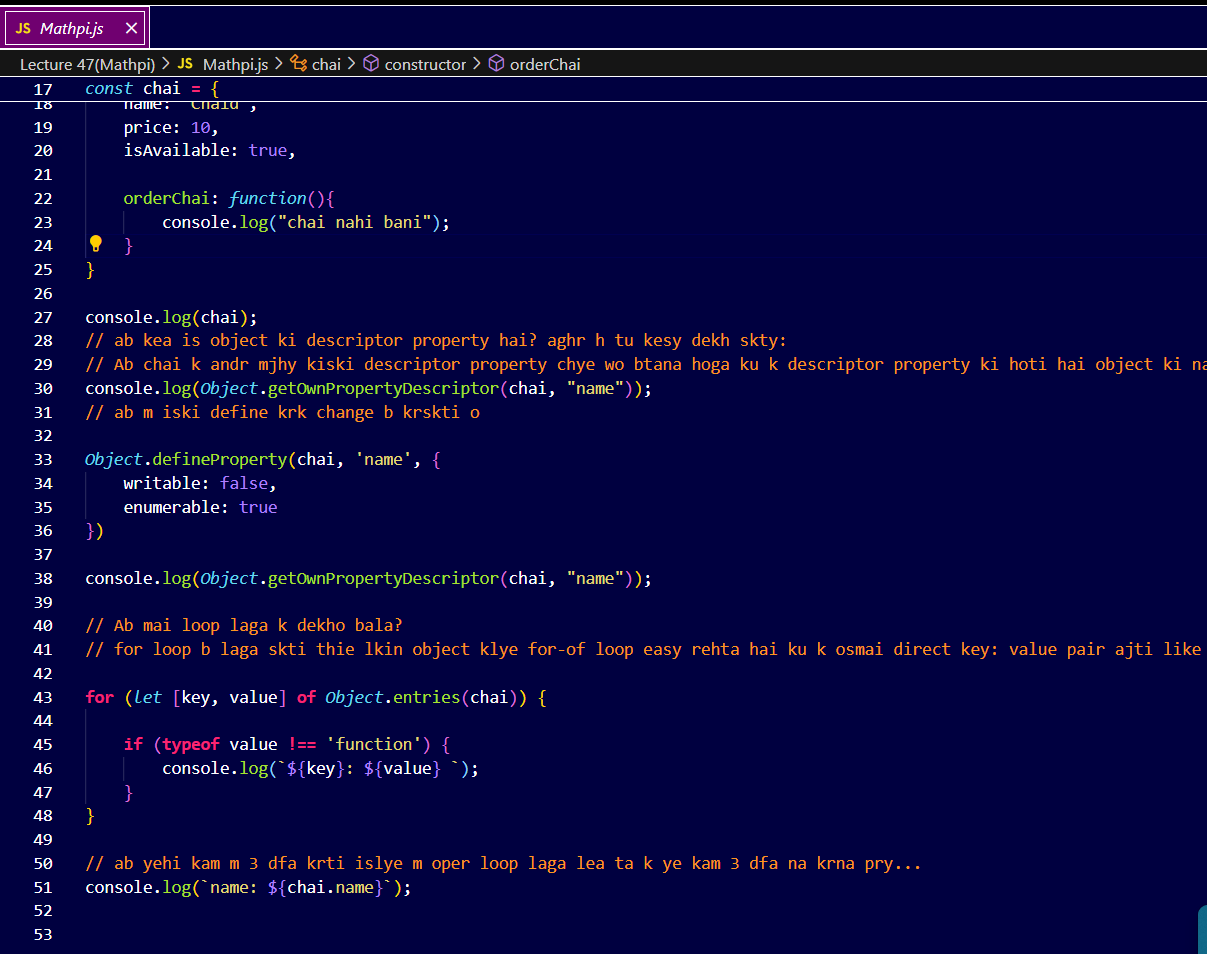 JS Mathpi.js ✕
Lecture 47(Mathpi) > JS Mathpi.js > chai > constructor > orderChai
17 const chai = {
18 name: ,
19 price: 10,
20 isAvailable: true,
21
22 orderChai: function(){
23 console.log("chai nahi bani");
24 }
25 }
26
27 console.log(chai);
28 // ab kea is object ki descriptor property hai? aghr h tu kesy dekh skty:
29 // Ab chai k andr mjhy kiski descriptor property chye wo btana hoga ku k descriptor property ki hoti hai object ki na
30 console.log(Object.getOwnPropertyDescriptor(chai, "name"));
31 // ab m iski define krk change b krskti o
32
33 Object.defineProperty(chai, 'name', {
34 writable: false,
35 enumerable: true
36 })
37
38 console.log(Object.getOwnPropertyDescriptor(chai, "name"));
39
40 // Ab mai loop laga k dekho bala?
41 // for loop b laga skti thie lkin object klye for-of loop easy rehta hai ku k osmai direct key: value pair ajti like
42
43 for (let [key, value] of Object.entries(chai)) {
44
45 if (typeof value !== 'function') {
46 console.log(`${key}: ${value} `);
47 }
48 }
49
50 // ab yehi kam m 3 dfa krti islye m oper loop laga lea ta k ye kam 3 dfa na krna pry...
51 console.log(`name: ${chai.name}`);
52
53